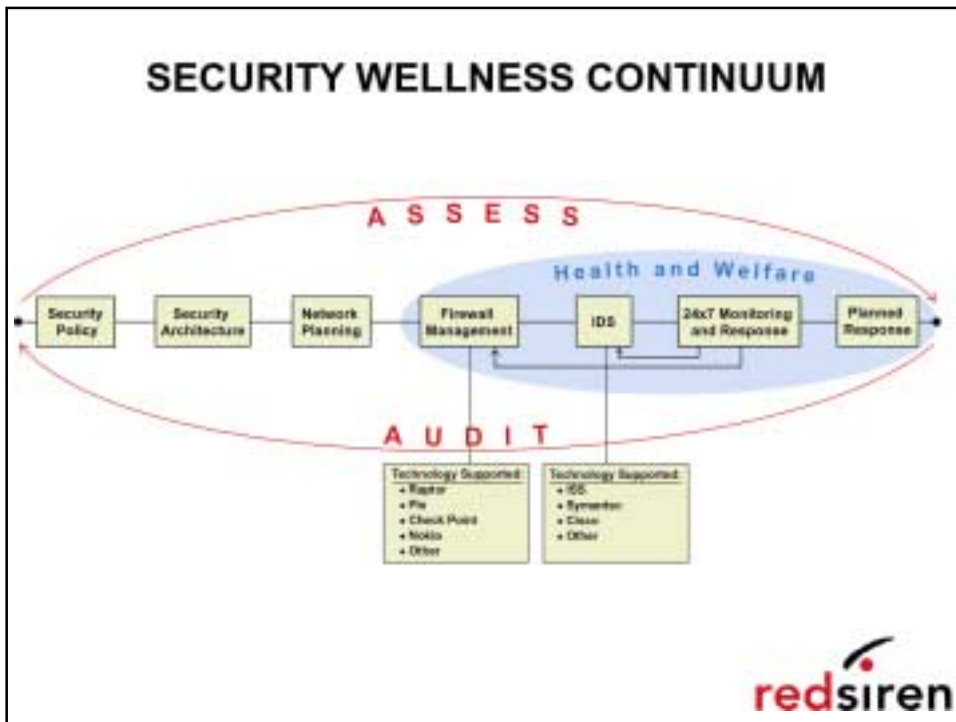 SECURITY WELLNESS CONTINUUM
ASSESS
Health and Welfare
Security
Policy
Security
Architecture
Network
Planning
Firewall
Management
IDS
24x7 Monitoring
and Response
Planned
Response
AUDIT
Technology Supported:
+ Raptor
+ Pix
+ Check Point
+ Nokia
+ Other
Technology Supported:
+ ISS
+ Symantec
+ Cisco
+ Other
redsiren